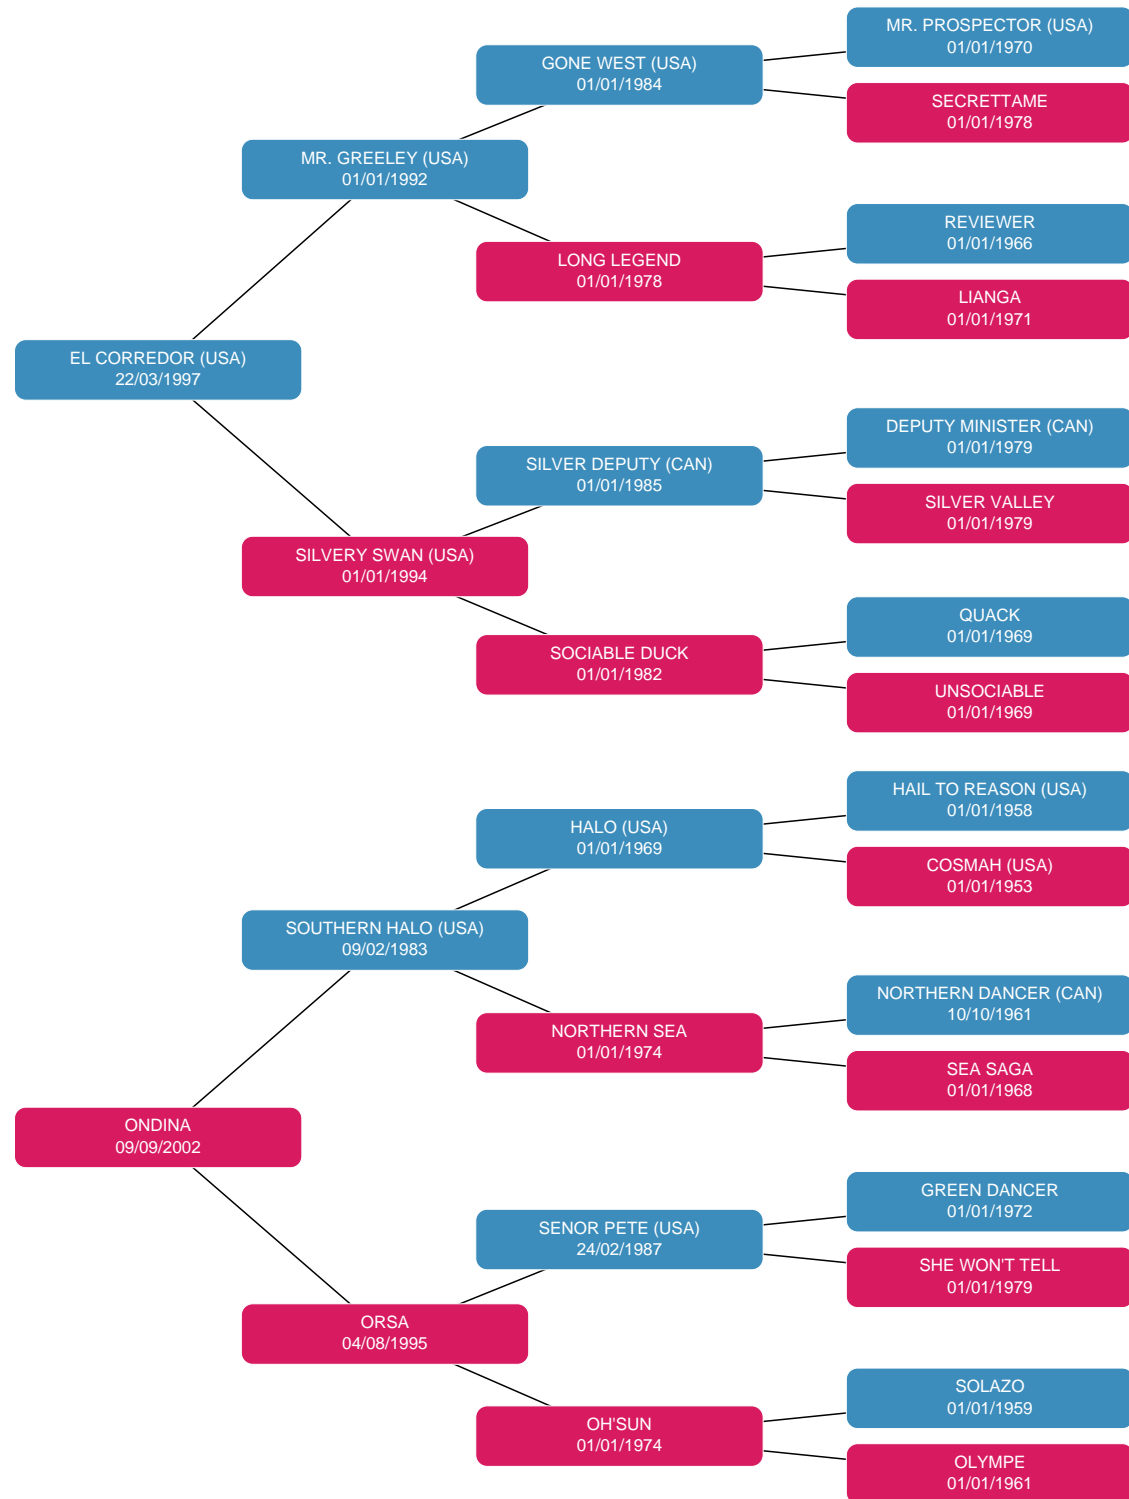 MR. PROSPECTOR (USA)
01/01/1970
GONE WEST (USA)
01/01/1984
SECRETTAME
01/01/1978
MR. GREELEY (USA)
01/01/1992
REVIEWER
01/01/1966
LONG LEGEND
01/01/1978
LIANGA
01/01/1971
EL CORREDOR (USA)
22/03/1997
DEPUTY MINISTER (CAN)
01/01/1979
SILVER DEPUTY (CAN)
01/01/1985
SILVER VALLEY
01/01/1979
SILVERY SWAN (USA)
01/01/1994
QUACK
01/01/1969
SOCIABLE DUCK
01/01/1982
UNSOCIABLE
01/01/1969
HAIL TO REASON (USA)
01/01/1958
HALO (USA)
01/01/1969
COSMAH (USA)
01/01/1953
SOUTHERN HALO (USA)
09/02/1983
NORTHERN DANCER (CAN)
10/10/1961
NORTHERN SEA
01/01/1974
SEA SAGA
01/01/1968
ONDINA
09/09/2002
GREEN DANCER
01/01/1972
SENOR PETE (USA)
24/02/1987
SHE WON'T TELL
01/01/1979
ORSA
04/08/1995
SOLAZO
01/01/1959
OH'SUN
01/01/1974
OLYMPE
01/01/1961